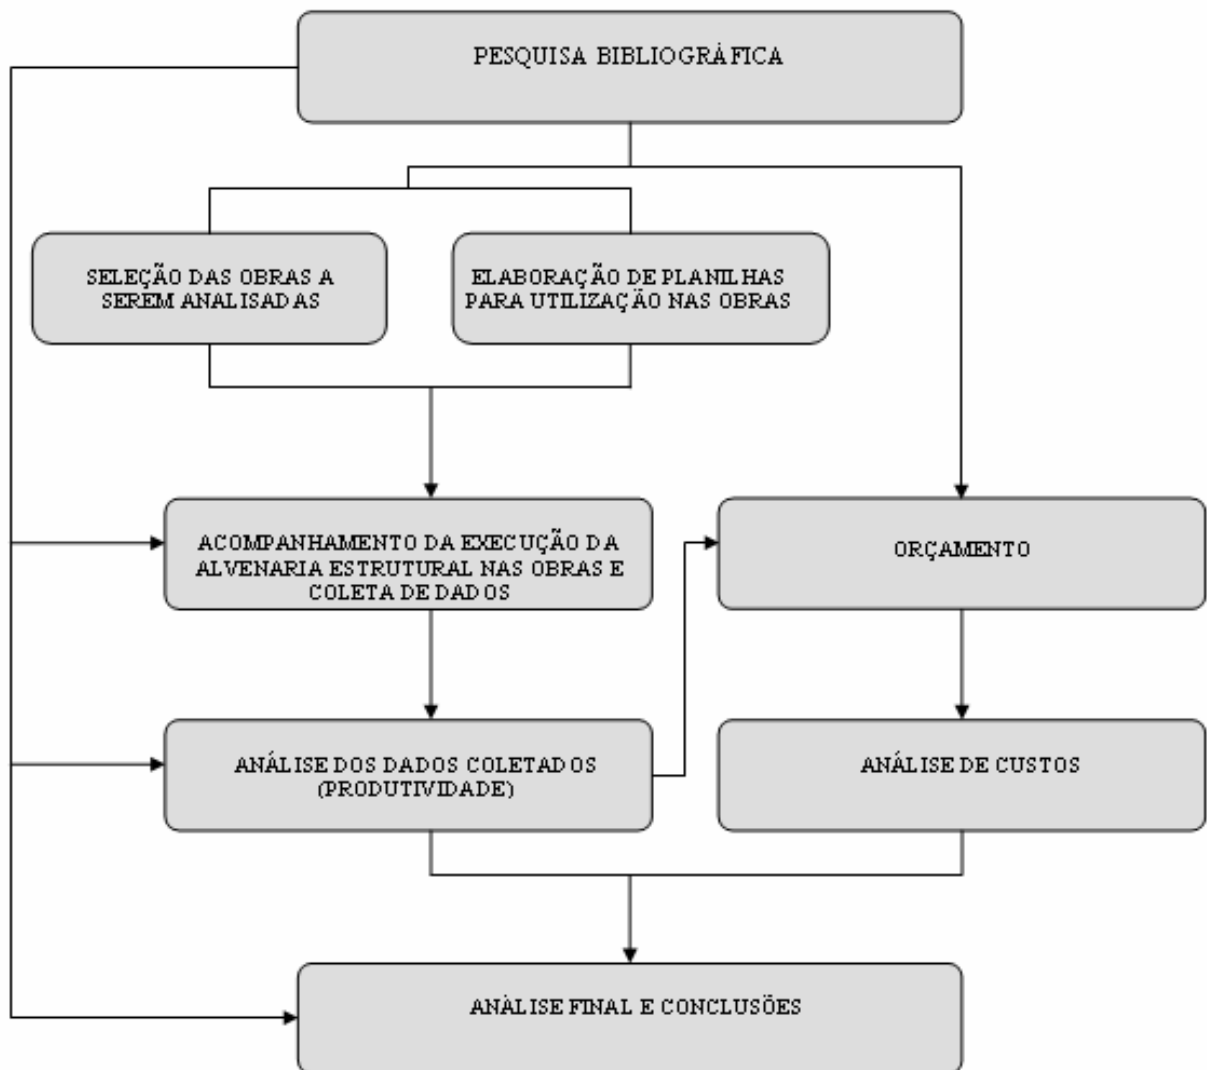 PESQUISA BIBLIOGRÁFICA
SELEÇÃO DAS OBRAS A
SEREM ANALISADAS
ELABORAÇÃO DE PLANILHAS
PARA UTILIZAÇÃO NAS OBRAS
ACOMPANHAMENTO DA EXECUÇÃO DA
ALVENARIA ESTRUTURAL NAS OBRAS E
COLETA DE DADOS
ORÇAMENTO
ANÁLISE DOS DADOS COLETADOS
(PRODUTIVIDADE)
ANÁLISE DE CUSTOS
ANÁLISE FINAL E CONCLUSÕES